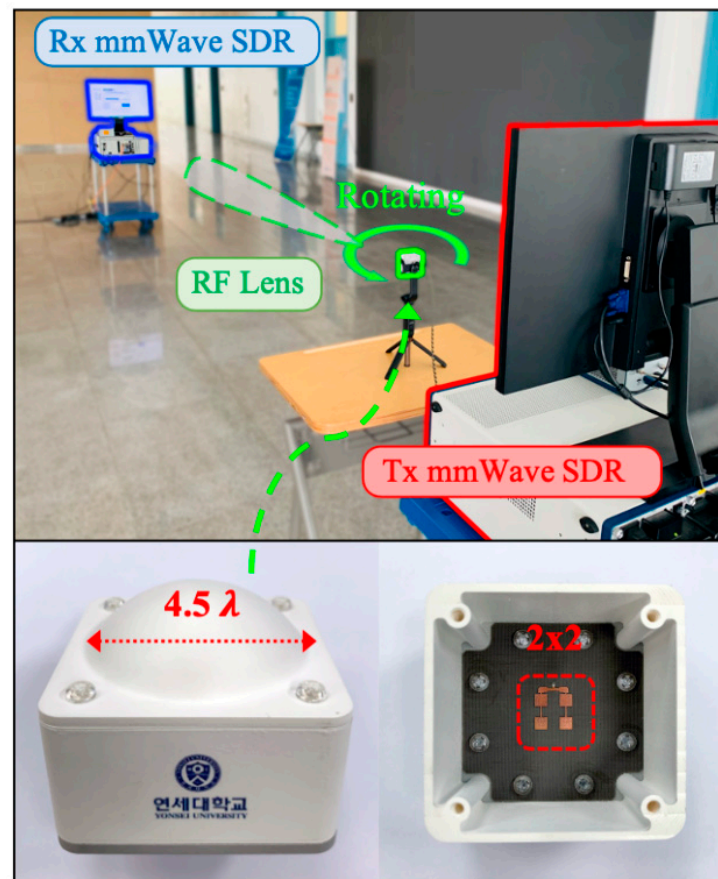 Rx mmWave SDR
Rotating
RF Lens
Tx mmWave SDR
4.5 λ
2x2
연세대학교
YONSEI UNIVERSITY